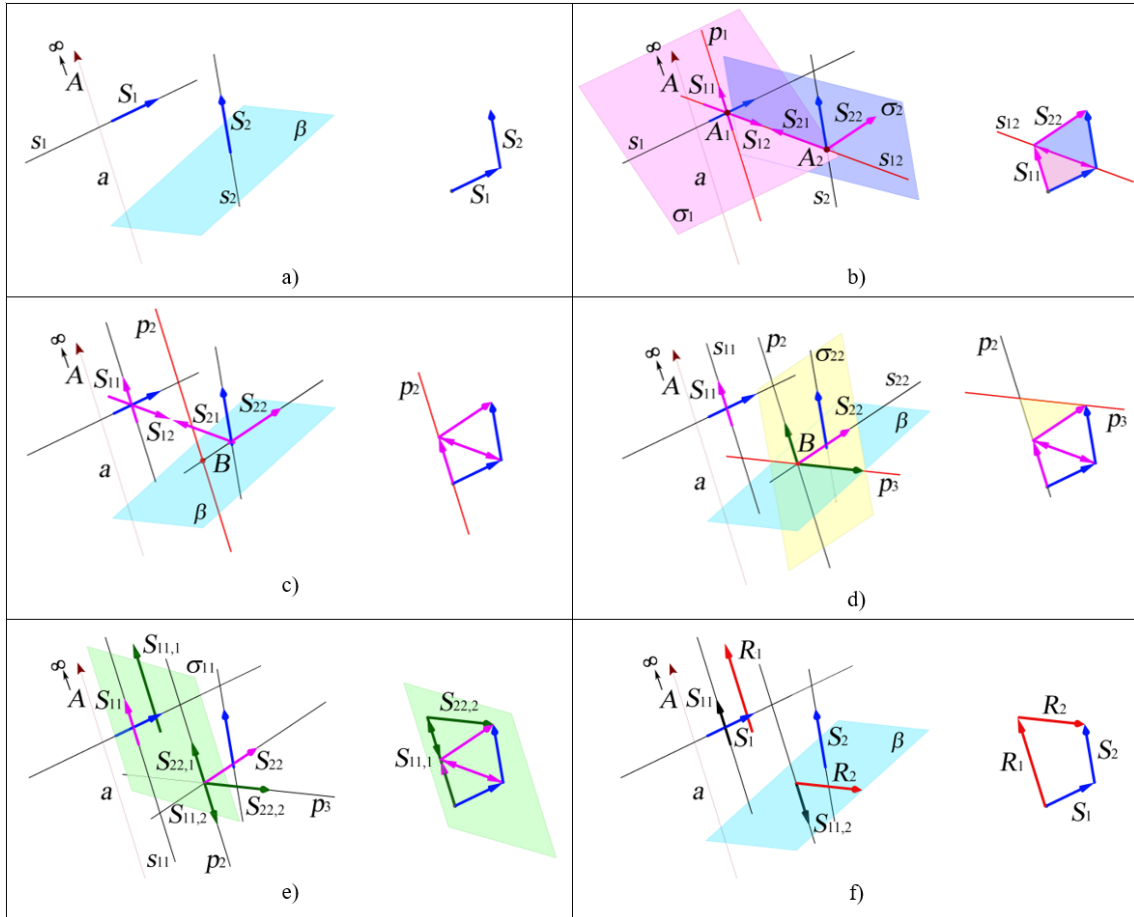 ∞
A
S1
s1
S2
β
a
s2
S2
S1
a)
∞
A
p1
S11
S21
S22
σ2
s1
A1
S12
A2
s12
a
σ1
s2
s12
S22
S11
b)
p2
∞
A
S11
S21
S22
S12
B
a
β
p2
c)
s11
p2
σ22
∞
A
S11
s22
S22
β
B
a
p3
p2
p3
d)
S11,1
∞
A
σ11
S11
S22,1
S22
a
S11,2
S22,2
p3
s11
p2
S22,2
S11,1
e)
R1
∞
A
S11
S1
S2
β
a
R2
S11,2
R2
R1
S2
S1
f)